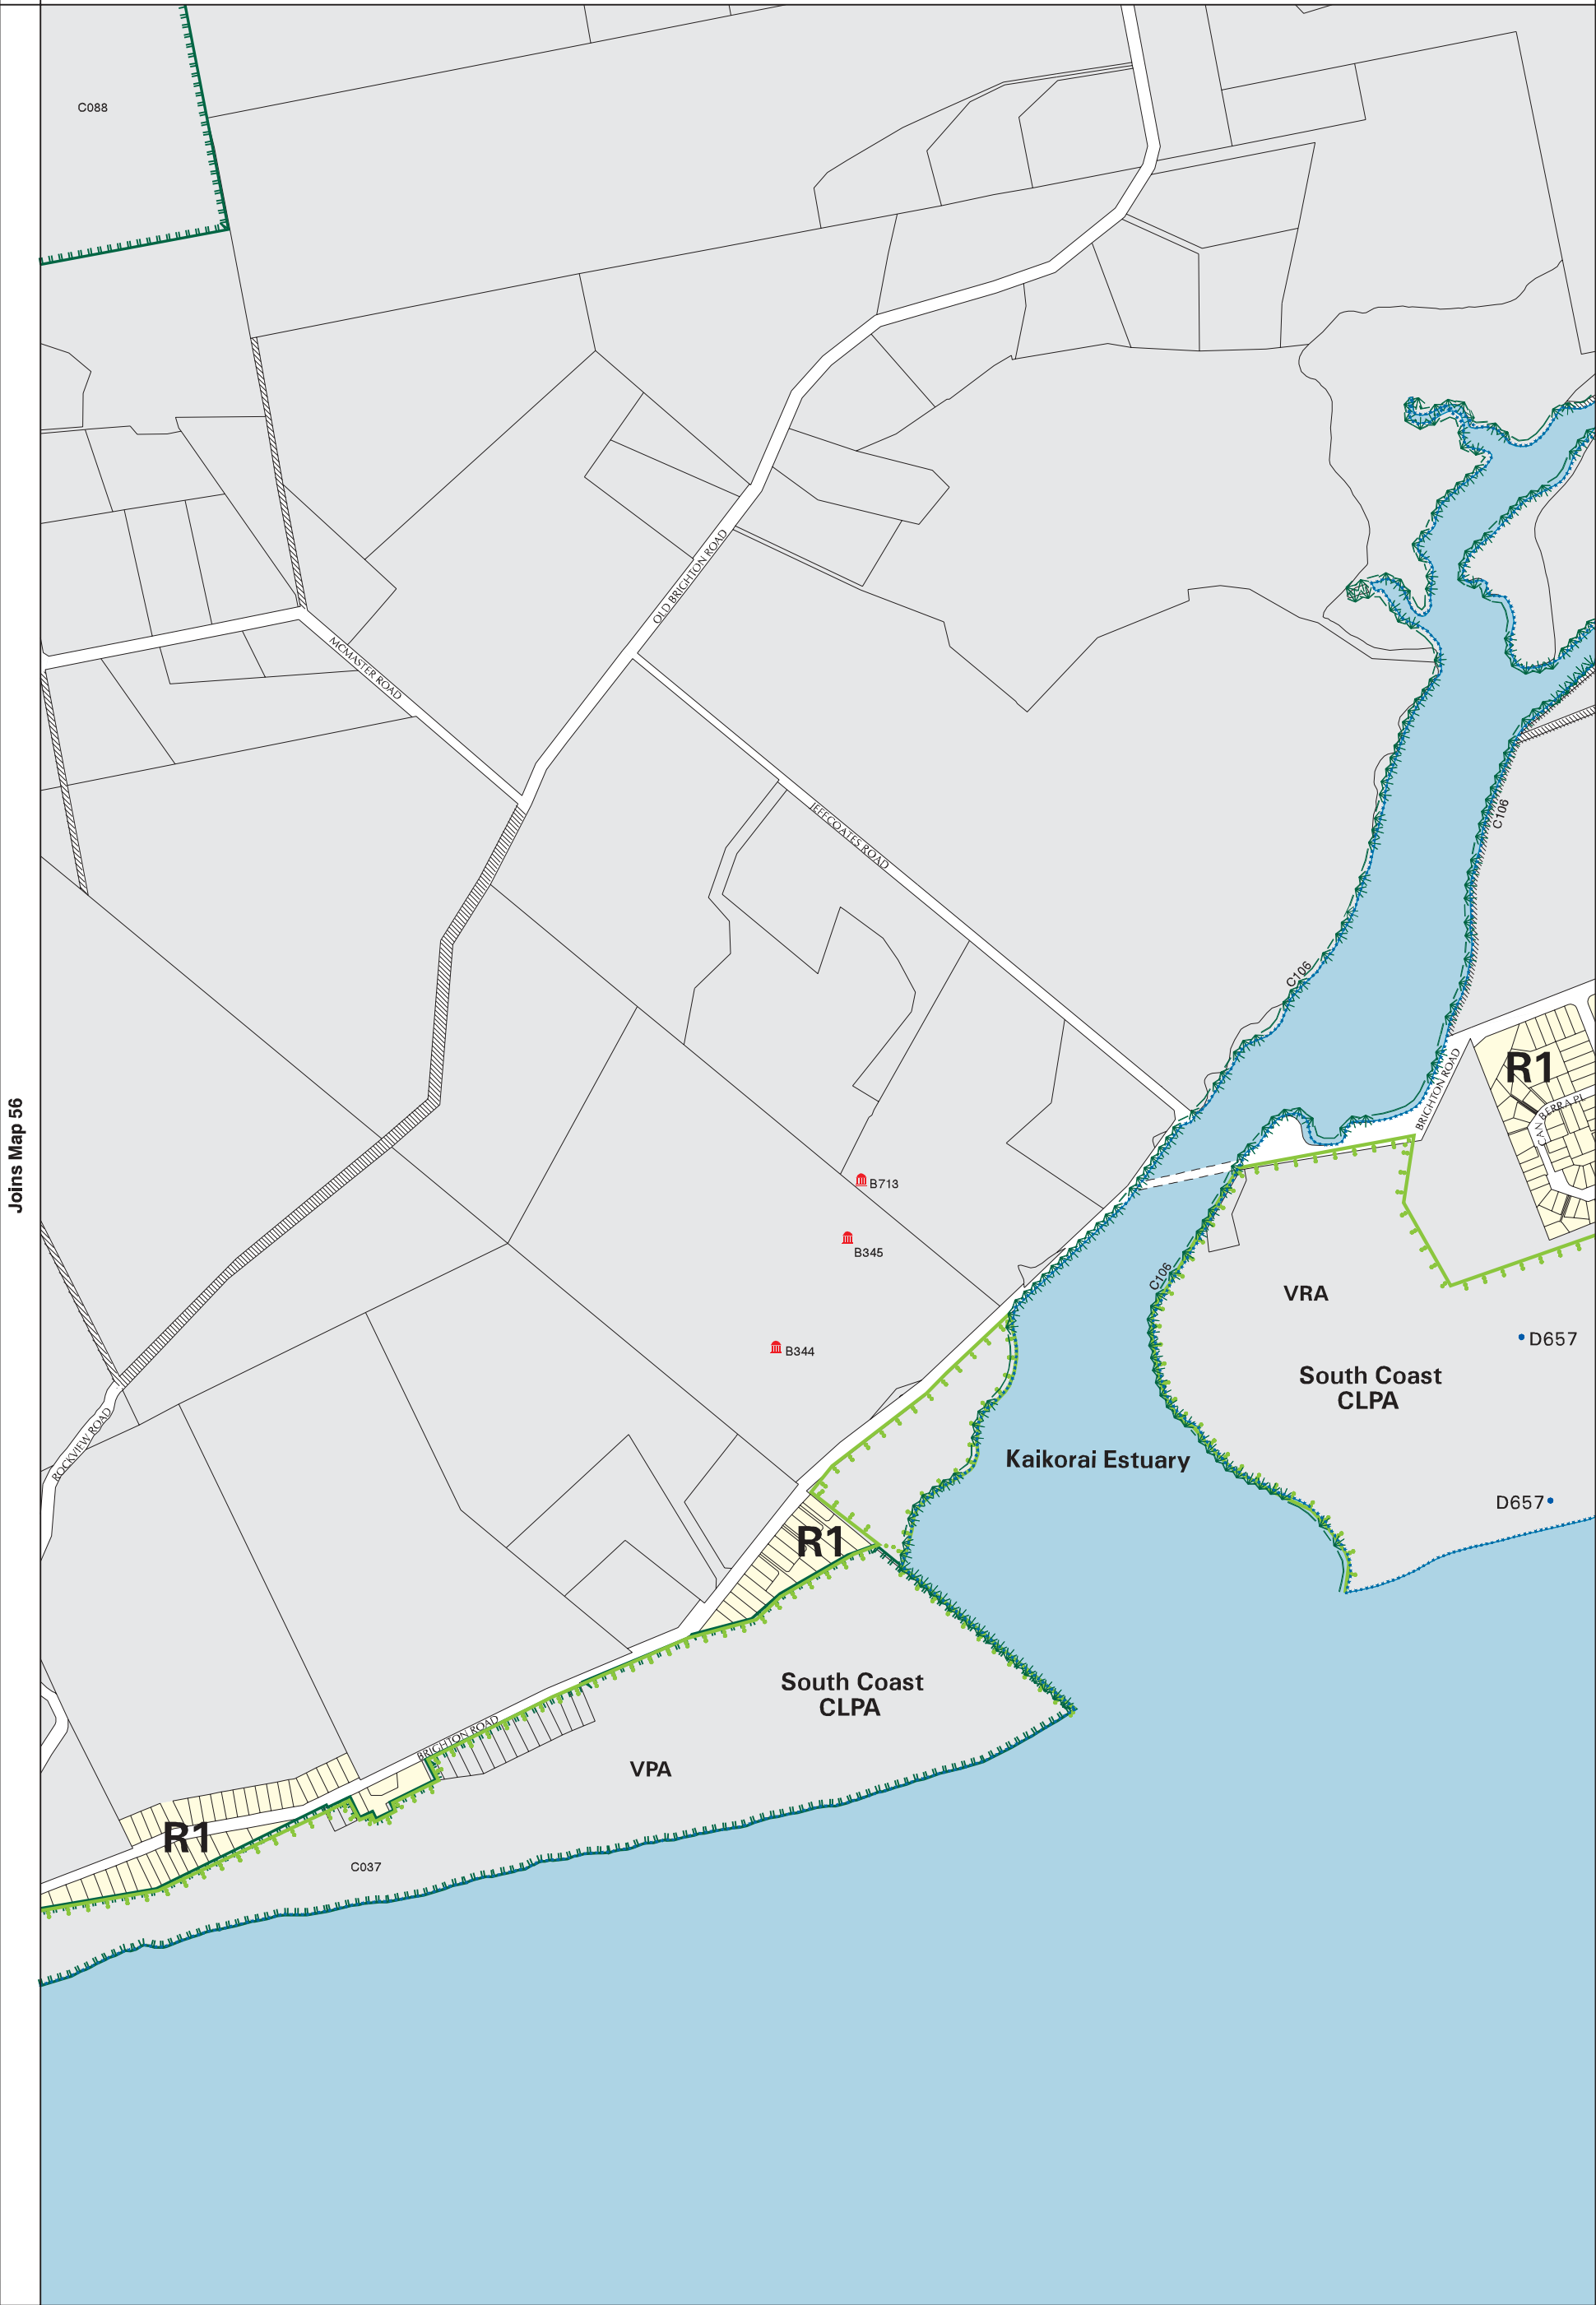 C088
OLD BRIGHTON ROAD
MCMASTER ROAD
JEFFCOATES ROAD
C106
C106
R1
BRIGHTON ROAD
CANBERRA PL
Joins Map 56
B713
B345
C106
VRA
D657
B344
South Coast
CLPA
ROCKVIEW ROAD
Kaikorai Estuary
D657
R1
South Coast
CLPA
BRIGHTON ROAD
VPA
R1
C037